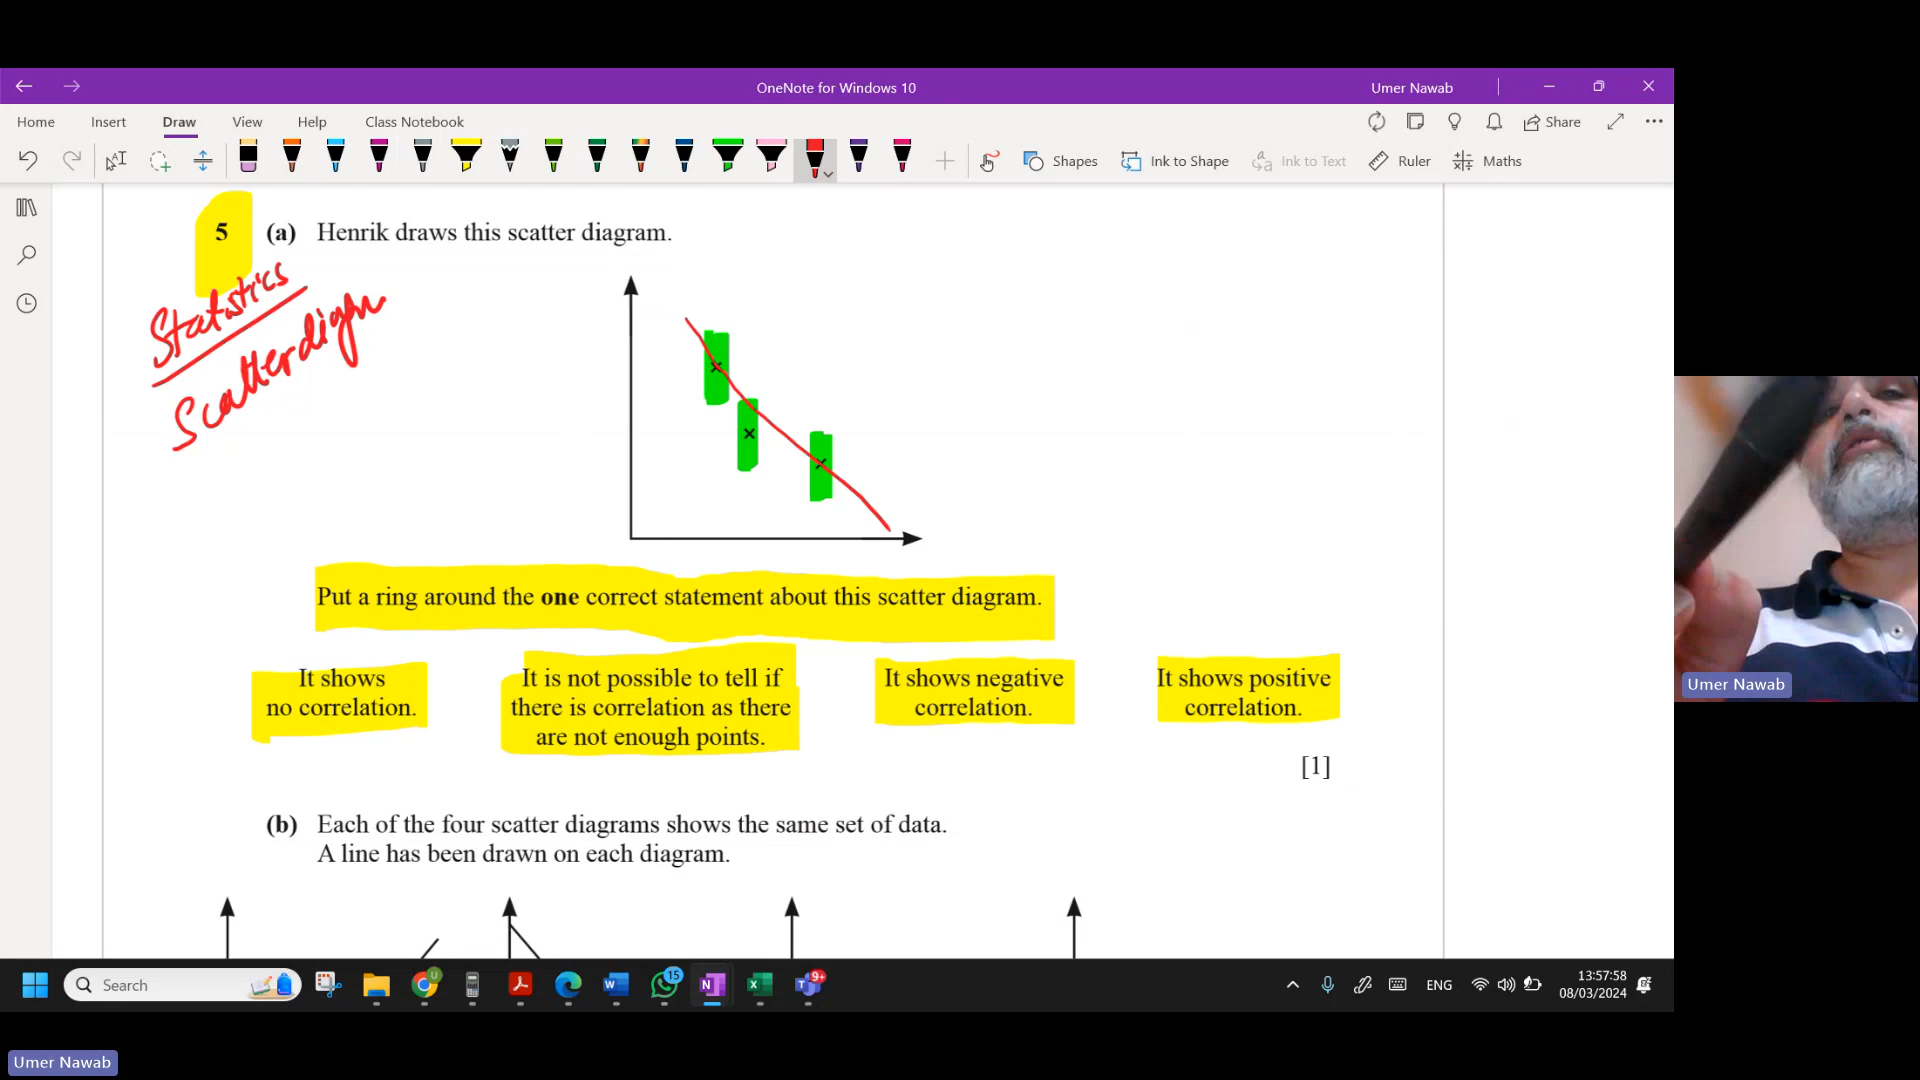 OneNote for Windows 10
Umer Nawab
Home Insert Draw View Help Class Notebook
Share
Shapes Ink to Shape Ink to Text Ruler Maths
5 (a) Henrik draws this scatter diagram.
Statistics
Scatter
Put a ring around the one correct statement about this scatter diagram.
It shows
no correlation.
It is not possible to tell if
there is correlation as there
are not enough points.
It shows negative
correlation.
It shows positive
correlation.
[1]
(b) Each of the four scatter diagrams shows the same set of data.
A line has been drawn on each diagram.
Umer Nawab
Search
15
9+
ENG
13:57:58
08/03/2024
Umer Nawab